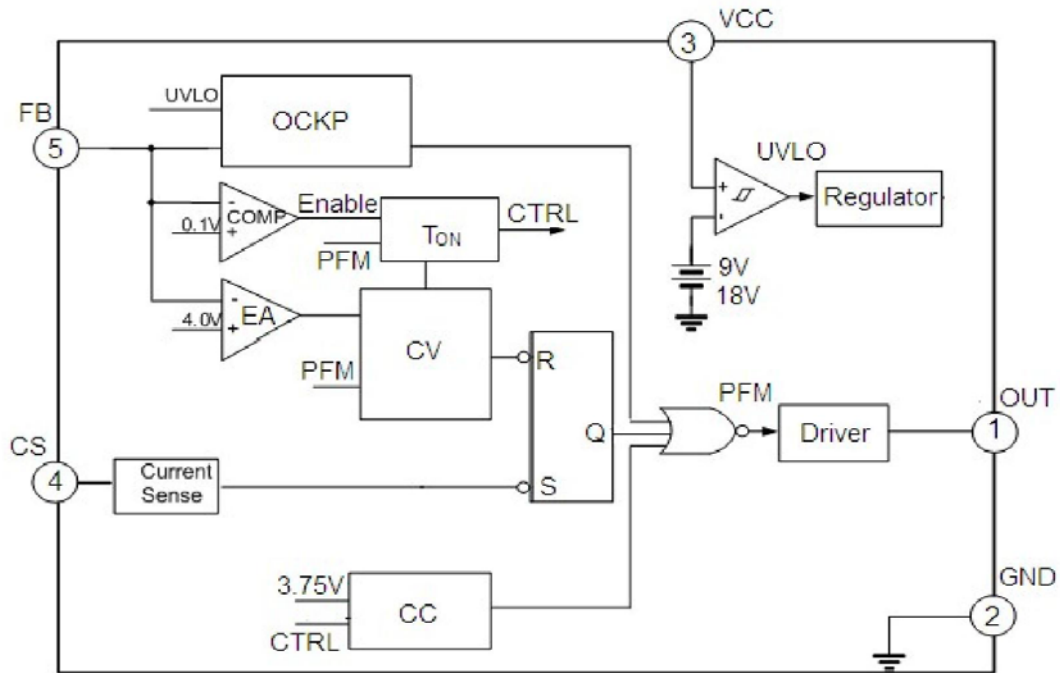 VCC
3
UVLO
OCKP
FB
5
UVLO
+
-
Regulator
-
COMP
Enable
CTRL
0.1V
+
TON
PFM
9V
18V
-
EA
4.0V
+
CV
PFM
R
PFM
OUT
Q
Driver
1
CS
4
Current
Sense
S
3.75V
CC
CTRL
GND
2